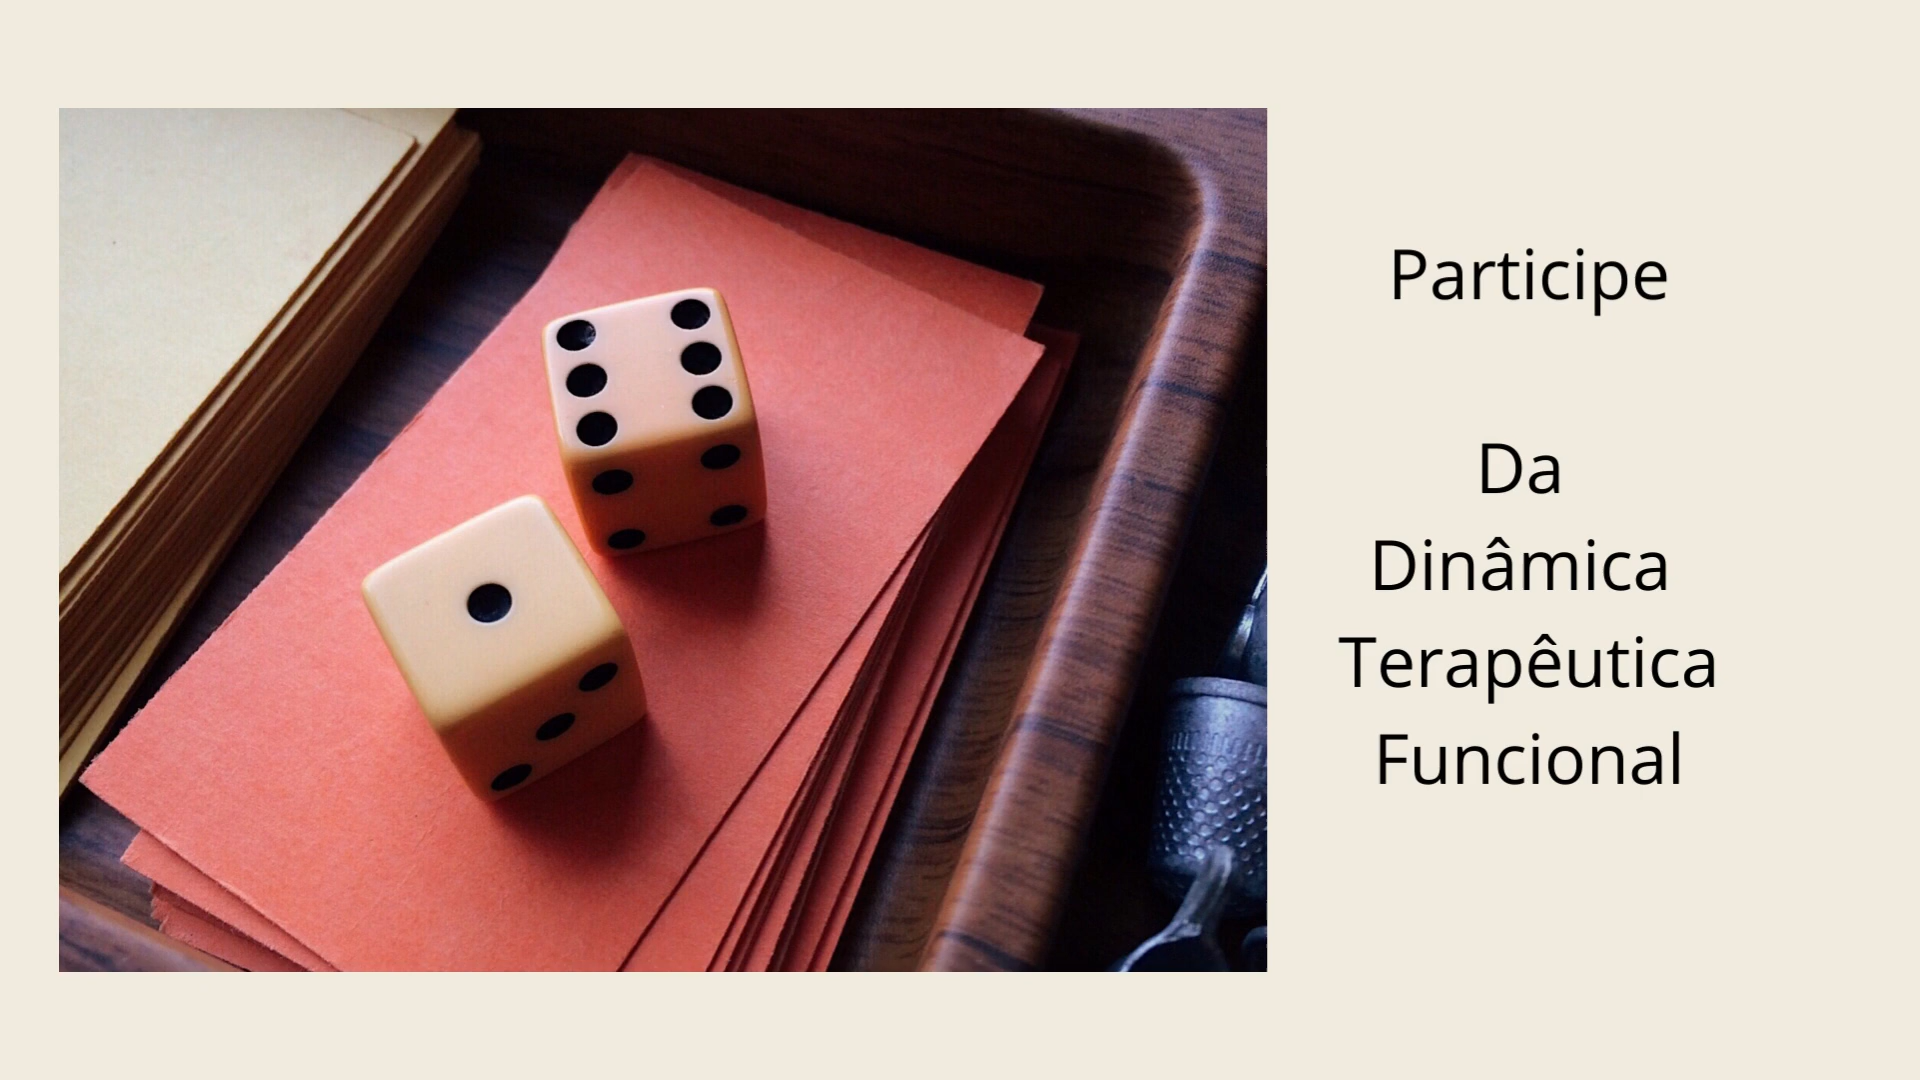 Participe
Da
Dinâmica
Terapêutica
Funcional